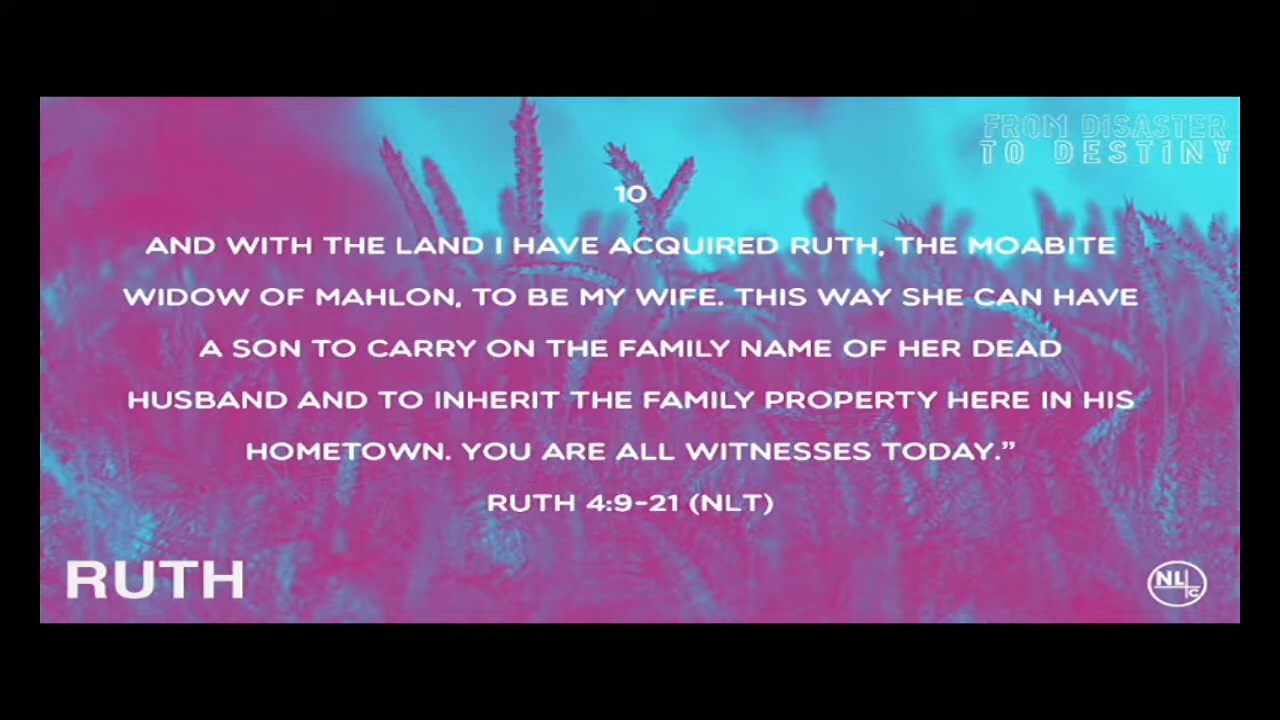 FROM DISASTER
TO DESTINY
10
AND WITH THE LAND I HAVE ACQUIRED RUTH, THE MOABITE
WIDOW OF MAHLON, TO BE MY WIFE. THIS WAY SHE CAN HAVE
A SON TO CARRY ON THE FAMILY NAME OF HER DEAD
HUSBAND AND TO INHERIT THE FAMILY PROPERTY HERE IN HIS
HOMETOWN. YOU ARE ALL WITNESSES TODAY.”
RUTH 4:9-21 (NLT)
RUTH
NLC